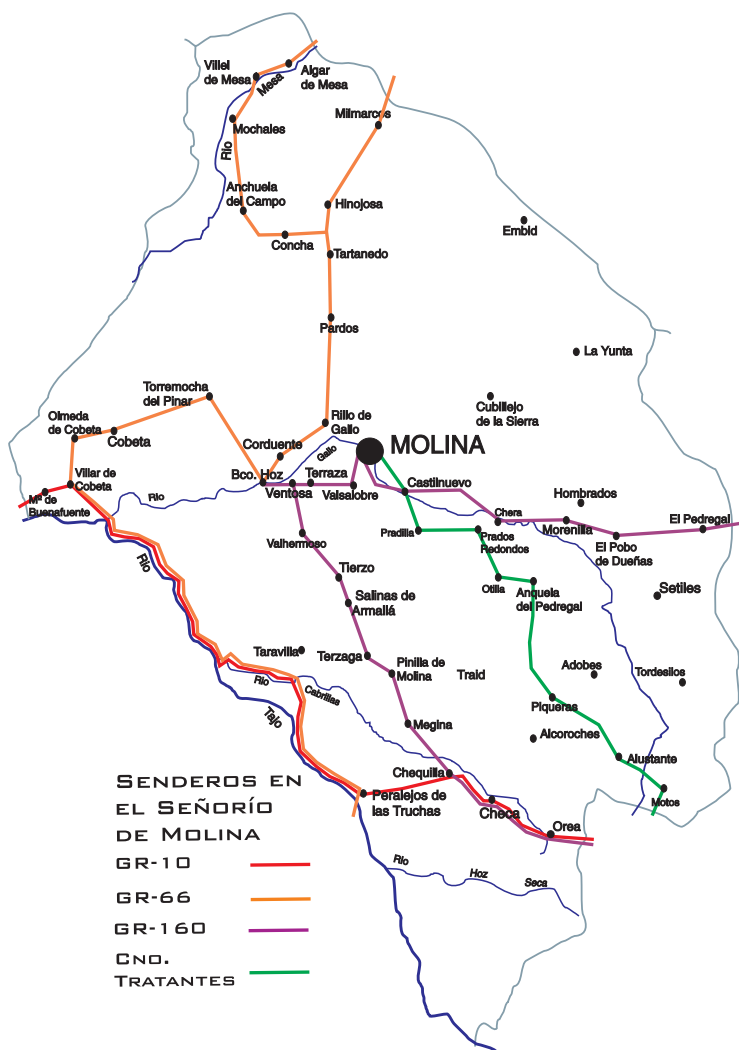 Villel
de Mesa
Mesa
Algar
de Mesa
Milmarcos
Mochales
Río
Anchuela
del Campo
Hinojosa
Concha
Embid
Tartanedo
Pardos
La Yunta
Torremocha
del Pinar
Cubillejo
de la Sierra
Olmeda
de Cobeta
Cobeta
Rillo de
Gallo
Corduente
Gallo
MOLINA
Villar de
Cobeta
Bco. Hoz
Terraza
Ventosa
Valsalobre
Castilnuevo
Río
Mª de
Buenafuente
Hombrados
Chera
Morenilla
El Pedregal
Pradilla
Prados
Redondos
El Pobo
de Dueñas
Valhermoso
Río
Tierzo
Otilla
Anquela
del Pedregal
Setiles
Salinas de
Armallá
Taravilla
Terzaga
Pinilla de
Molina
Traid
Adobes
Tordesilos
Río
Cabrillas
Tajo
Piqueras
Megina
Alcoroches
Alustante
Chequilla
Peralejos de
las Truchas
Checa
Motos
Orea
Río
Hoz
Seca
SENDEROS EN
EL SEÑORÍO
DE MOLINA
GR-10
GR-66
GR-160
CNO.
TRATANTES